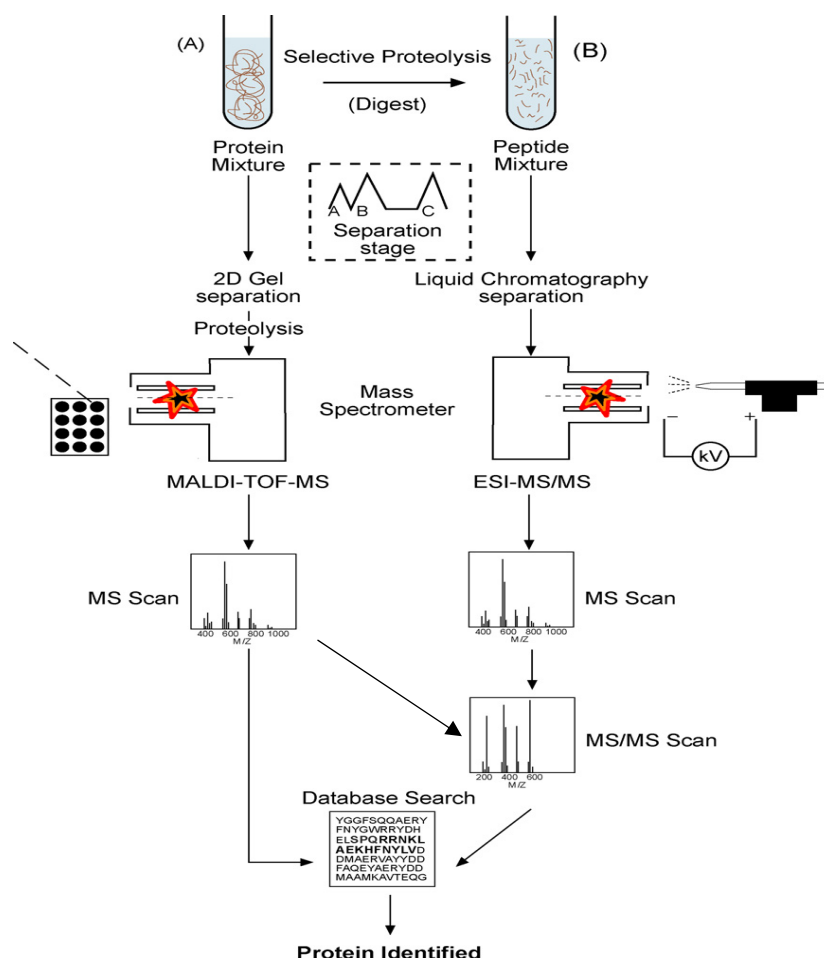 (A)
Selective Proteolysis
(B)
(Digest)
Protein
Mixture
Peptide
Mixture
A B C
Separation
stage
2D Gel
separation
Proteolysis
Liquid Chromatography
separation
Mass
Spectrometer
− +
kV
MALDI-TOF-MS
ESI-MS/MS
MS Scan
400 600 800 1000
M/Z
400 600 800 1000
M/Z
MS Scan
MS/MS Scan
200 400 600
M/Z
Database Search
YGGFSQQAERY
FNYGWRRYDH
ELSPQRRNKL
AEKHFNYLVD
DMAERVAYYDD
FAQEYAERYDD
MAAMKAVTEQG
Protein Identified